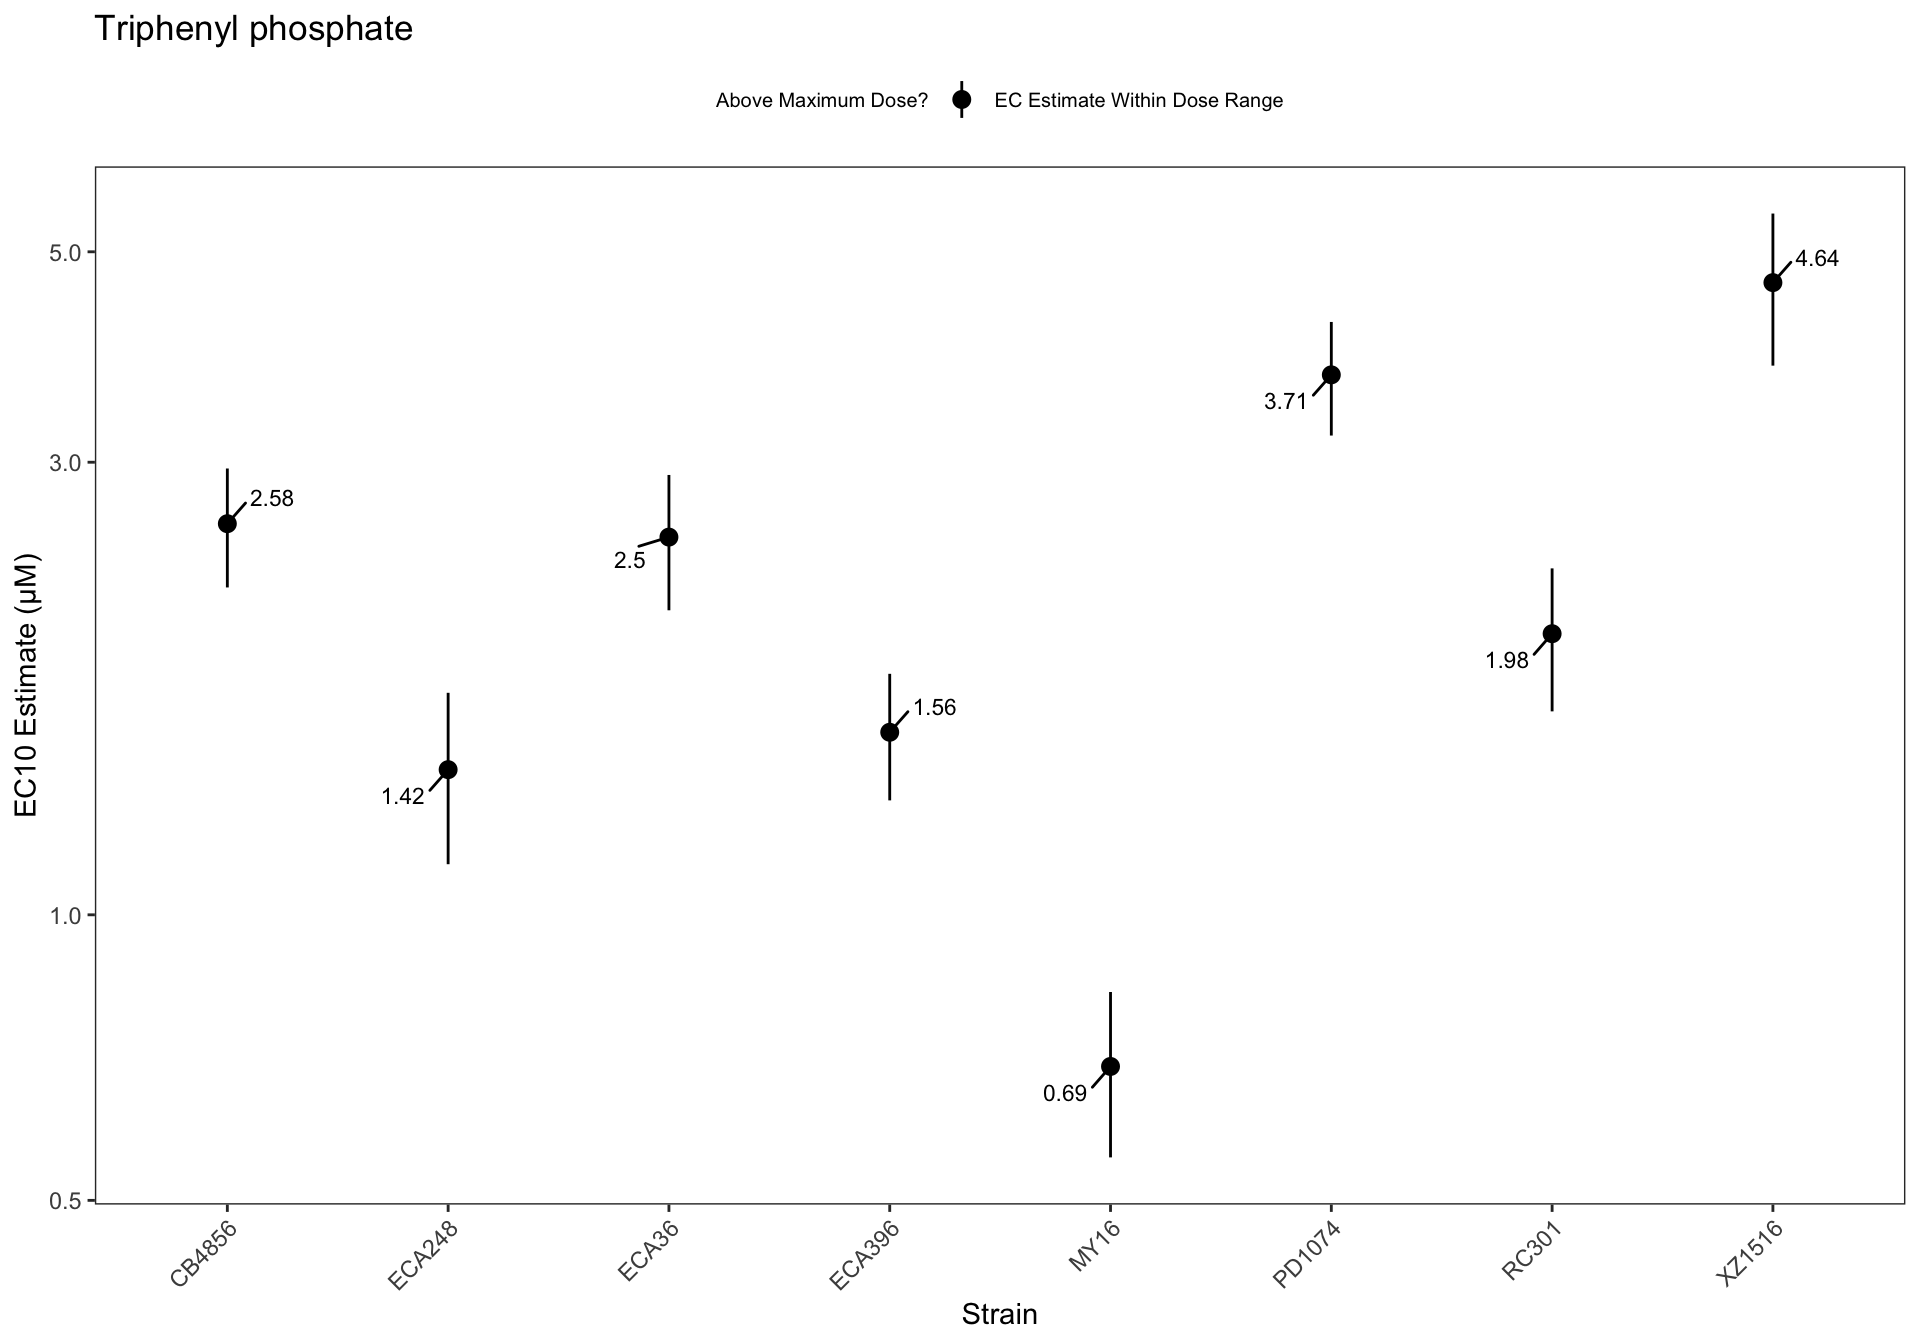 Triphenyl phosphate
Above Maximum Dose? EC Estimate Within Dose Range
EC10 Estimate (µM)
5.0
3.0
1.0
0.5
2.58
1.42
2.5
1.56
0.69
3.71
1.98
4.64
CB4856 ECA248 ECA36 ECA396 MY16 PD1074 RC301 XZ1516
Strain